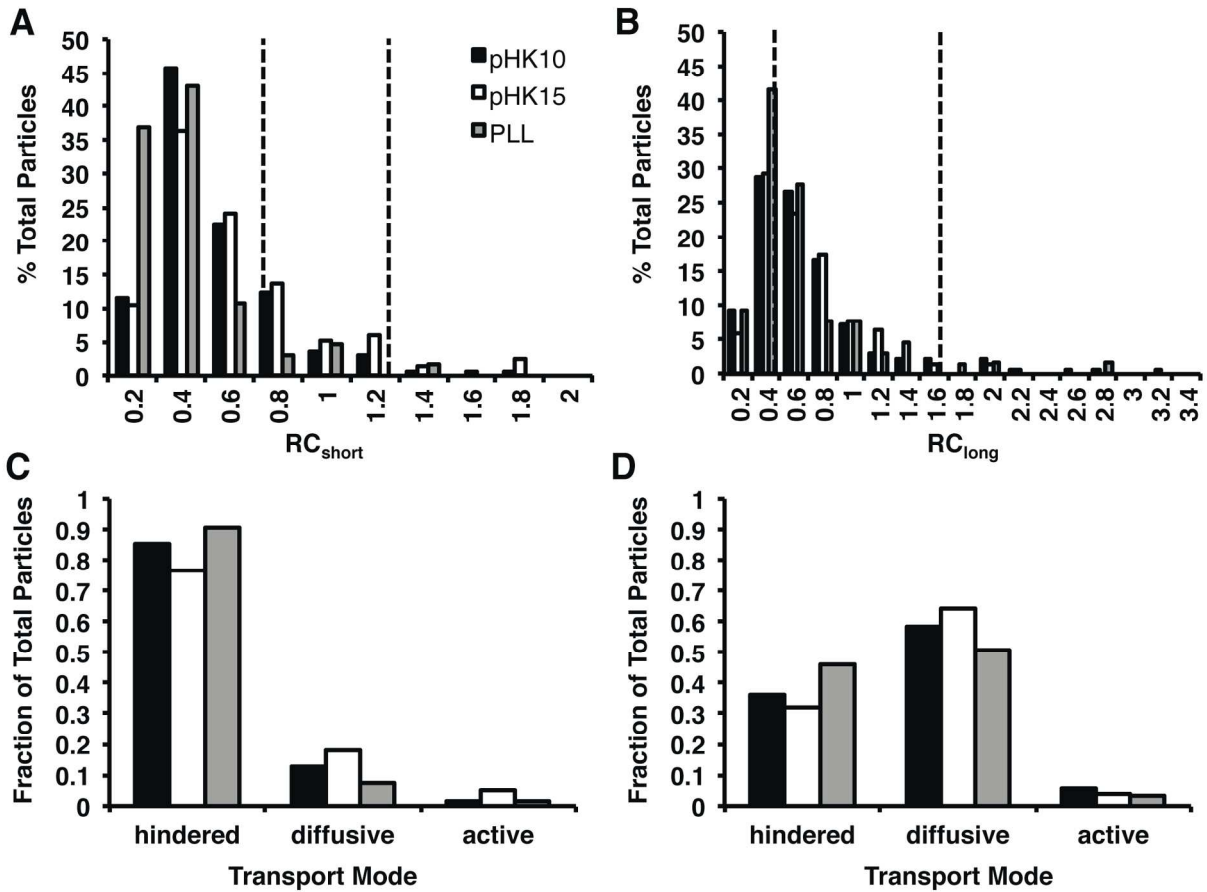 A
50
45
40
35
30
25
20
15
10
5
0
% Total Particles
pHK10
pHK15
PLL
0.2 0.4 0.6 0.8 1 1.2 1.4 1.6 1.8 2
RCshort
B
50
45
40
35
30
25
20
15
10
5
0
% Total Particles
0.2 0.4 0.6 0.8 1 1.2 1.4 1.6 1.8 2 2.2 2.4 2.6 2.8 3 3.2 3.4
RClong
C
1
0.9
0.8
0.7
0.6
0.5
0.4
0.3
0.2
0.1
0
Fraction of Total Particles
hindered diffusive active
Transport Mode
D
1
0.9
0.8
0.7
0.6
0.5
0.4
0.3
0.2
0.1
0
Fraction of Total Particles
hindered diffusive active
Transport Mode